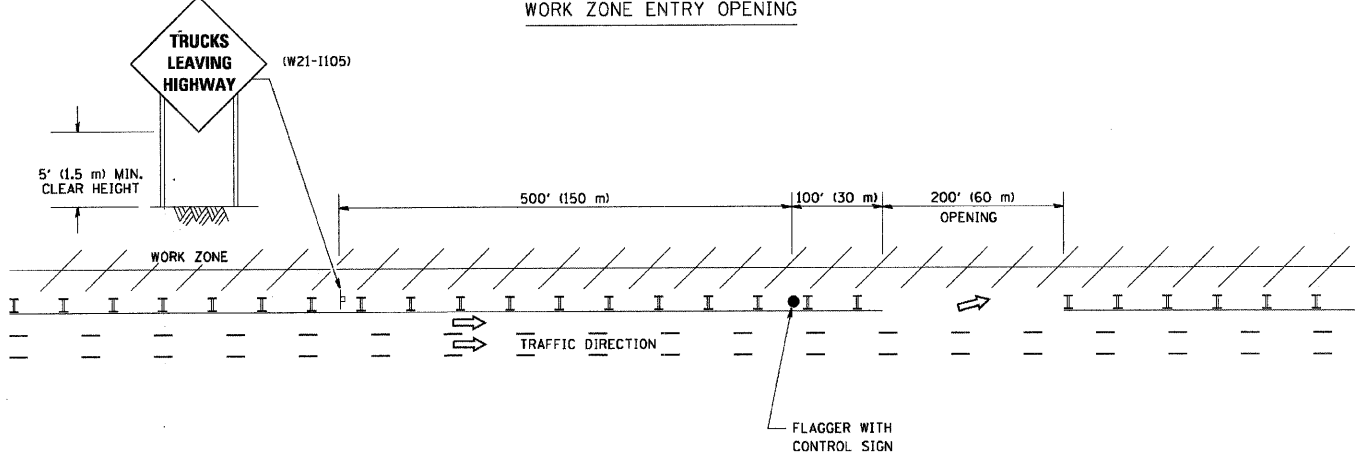 WORK ZONE ENTRY OPENING
TRUCKS
LEAVING
HIGHWAY
(W21-I105)
5' (1.5 m) MIN.
CLEAR HEIGHT
500' (150 m)
100' (30 m)
200' (60 m)
OPENING
WORK ZONE
TRAFFIC DIRECTION
FLAGGER WITH
CONTROL SIGN